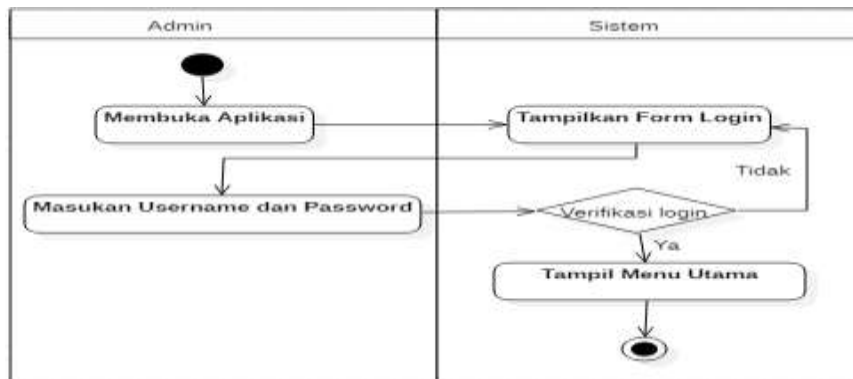 Admin
Sistem
Membuka Aplikasi
Tampilkan Form Login
Tidak
Masukan Username dan Password
Verifikasi login
Ya
Tampil Menu Utama